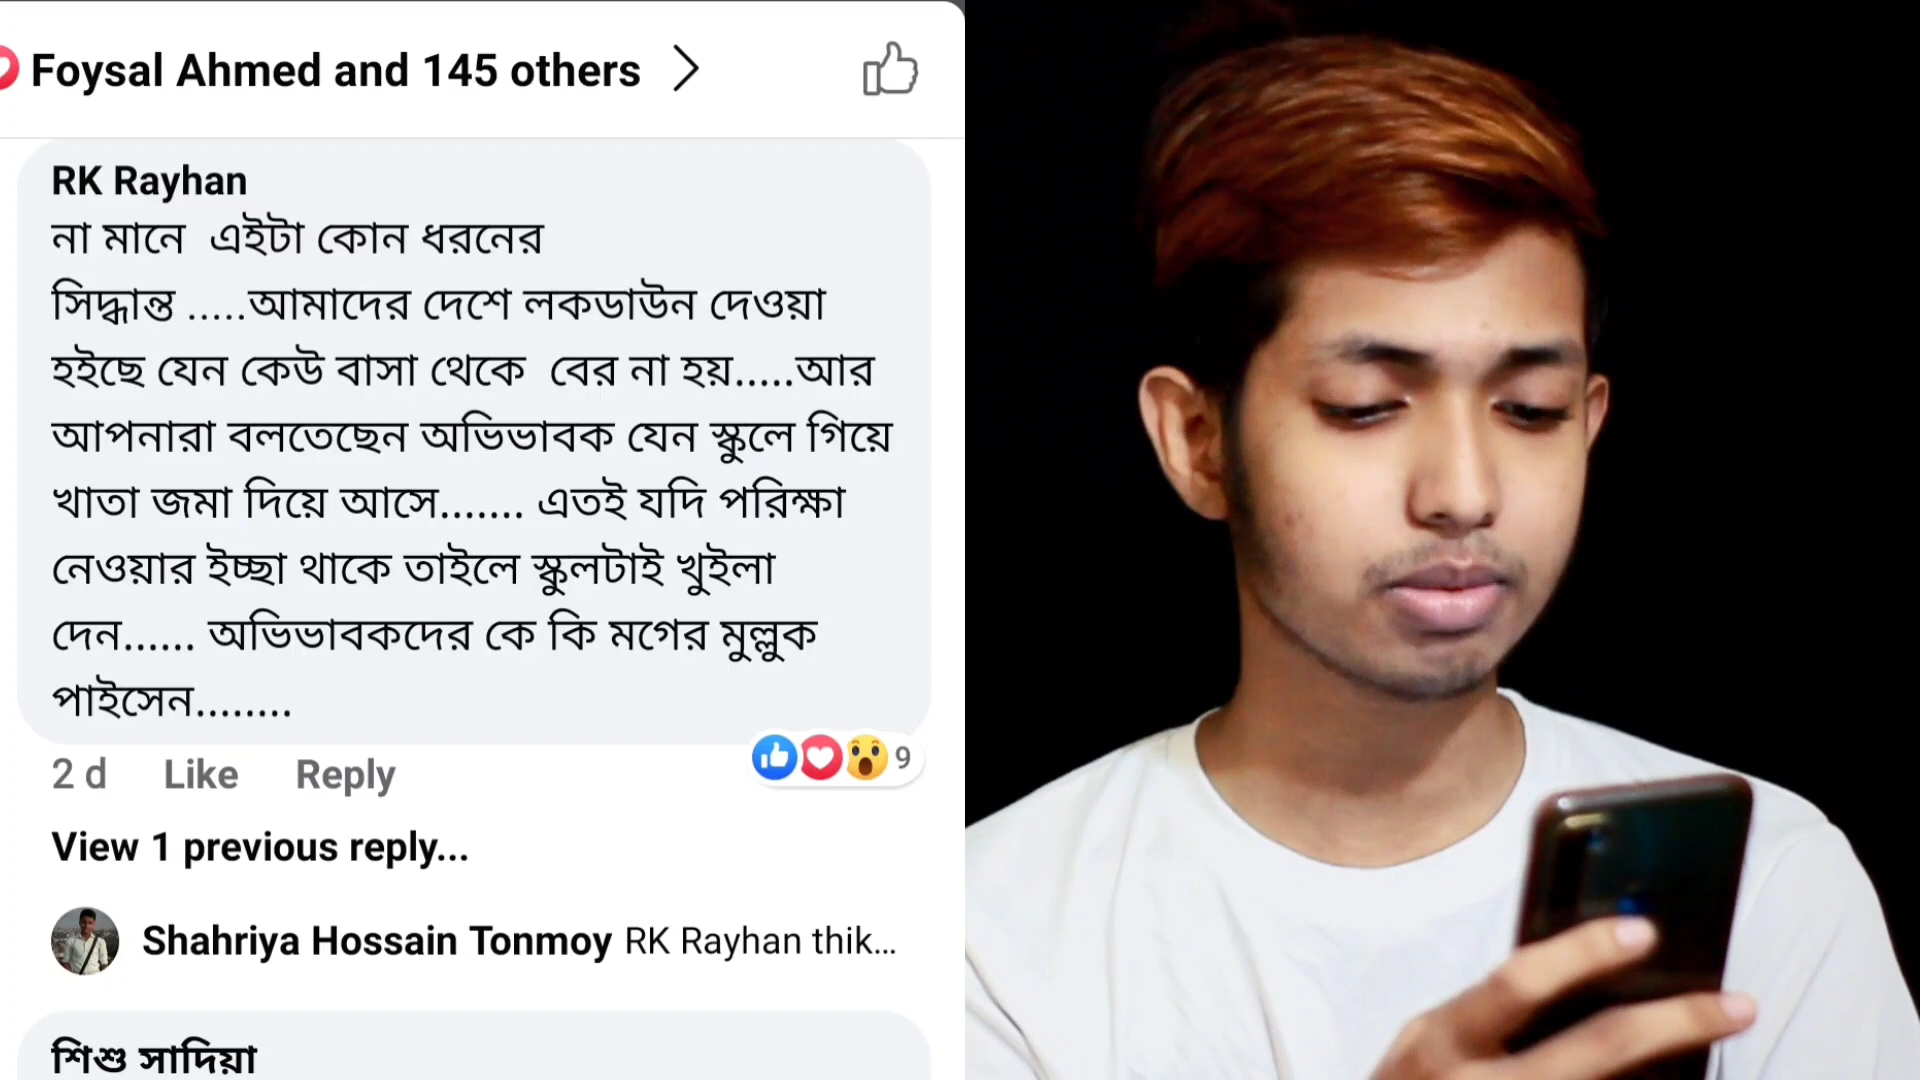 Foysal Ahmed and 145 others
RK Rayhan
না মানে এইটা কোন ধরনের
সিদ্ধান্ত .....আমাদের দেশে লকডাউন দেওয়া
হইছে যেন কেউ বাসা থেকে বের না হয়.....আর
আপনারা বলতেছেন অভিভাবক যেন স্কুলে গিয়ে
খাতা জমা দিয়ে আসে....... এতই যদি পরিক্ষা
নেওয়ার ইচ্ছা থাকে তাইলে স্কুলটাই খুইলা
দেন...... অভিভাবকদের কে কি মগের মুল্লুক
পাইসেন........
2 d Like Reply 9
View 1 previous reply...
Shahriya Hossain Tonmoy RK Rayhan thik...
শিশু সাদিয়া